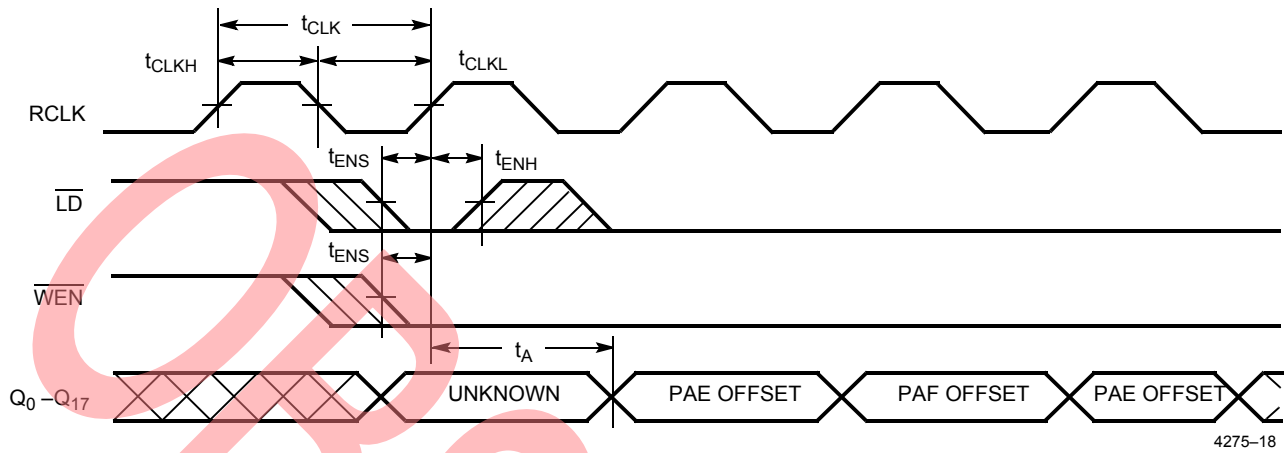 tCLK
tCLKH
tCLKL
RCLK
tENS
tENH
LD
tENS
WEN
tA
Q0 –Q17
UNKNOWN
PAE OFFSET
PAF OFFSET
PAE OFFSET
4275–18